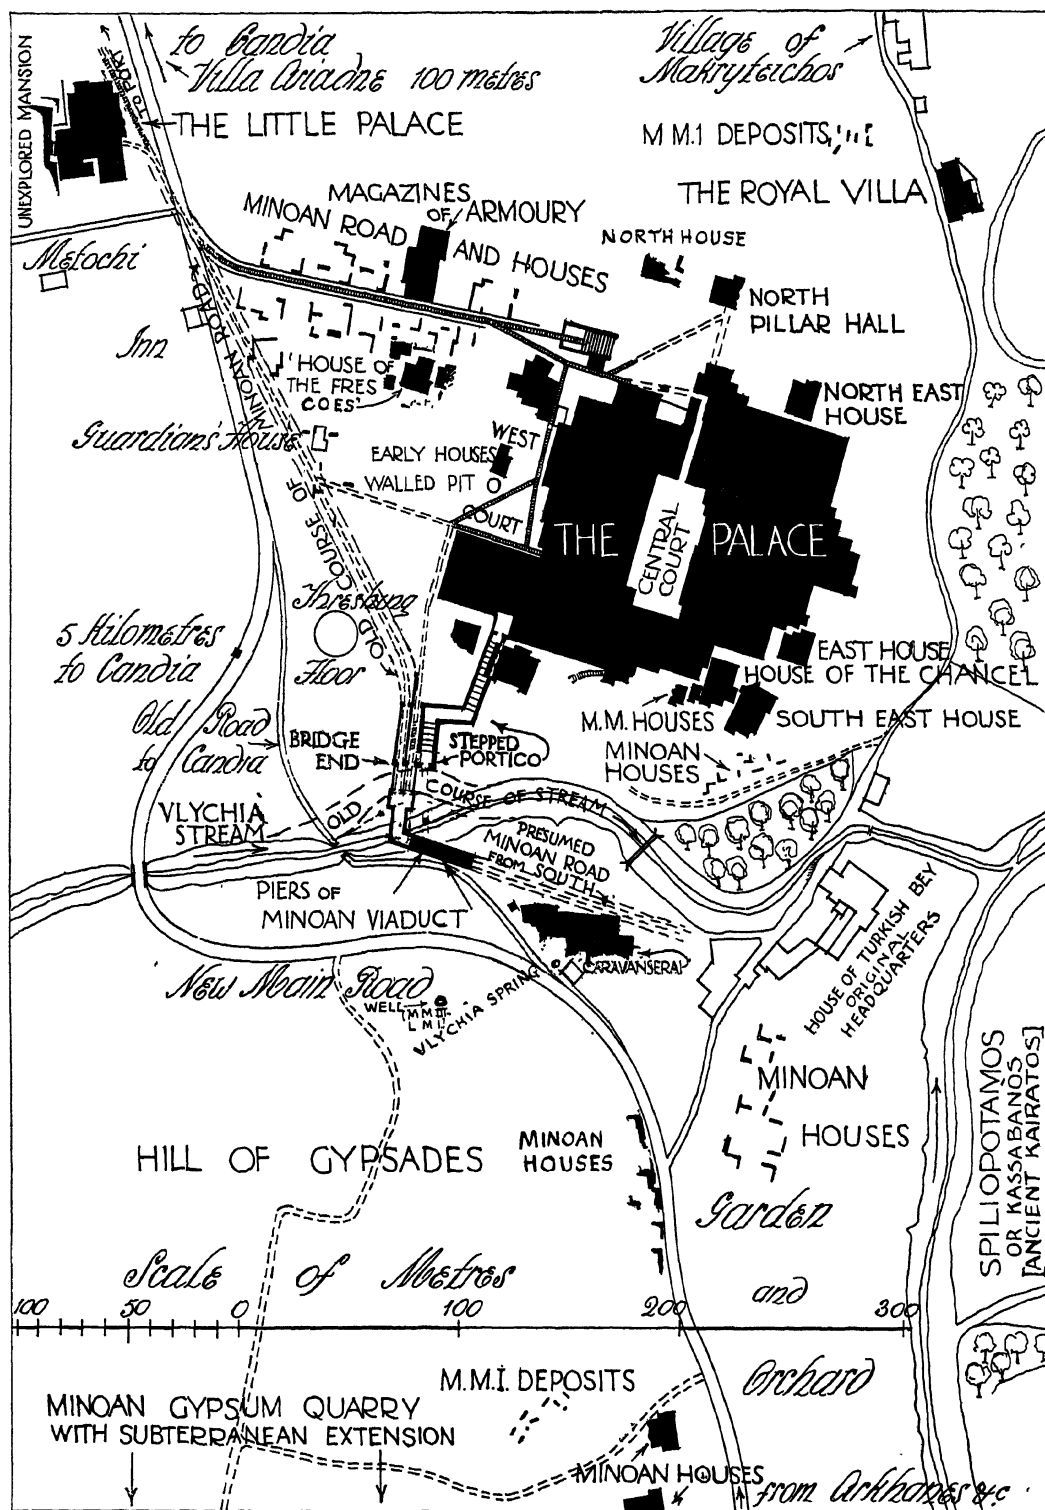 to Candia
Villa Ariadne 100 metres
Village of
Makryteichos
UNEXPLORED MANSION
TO PORT
THE LITTLE PALACE
M M.1 DEPOSITS
THE ROYAL VILLA
MAGAZINES
OF ARMOURY
MINOAN ROAD AND HOUSES
NORTH HOUSE
Metochi
NORTH
PILLAR HALL
MINOAN ROAD
Inn
'HOUSE OF
THE FRES
COES'
NORTH EAST
HOUSE
Guardians' House
WEST
EARLY HOUSES
WALLED PIT
COURT
COURSE OF
OLD
THE PALACE
CENTRAL
COURT
Threshing
Floor
5 Kilometres
to Candia
EAST HOUSE
HOUSE OF THE CHANCEL
M.M. HOUSES
SOUTH EAST HOUSE
MINOAN
HOUSES
Old Road
to Candia
BRIDGE
END
STEPPED
PORTICO
VLYCHIA
STREAM
OLD COURSE OF STREAM
PRESUMED
MINOAN ROAD
FROM SOUTH
PIERS OF
MINOAN VIADUCT
CARAVANSERAI
HOUSE OF TURKISH BEY
ORIGINAL
HEADQUARTERS
New Main Road
WELL
M M III
L M I
VLYCHIA SPRING
MINOAN
HOUSES
SPILIOPOTAMOS
OR KASSABANOS
[ANCIENT KAIRATOS]
HILL OF GYPSADES
MINOAN
HOUSES
Garden
and
Orchard
Scale of Metres
100 50 0 100 200 300
M.M.I. DEPOSITS
MINOAN GYPSUM QUARRY
WITH SUBTERRANEAN EXTENSION
MINOAN HOUSES
from Arkhanes &c